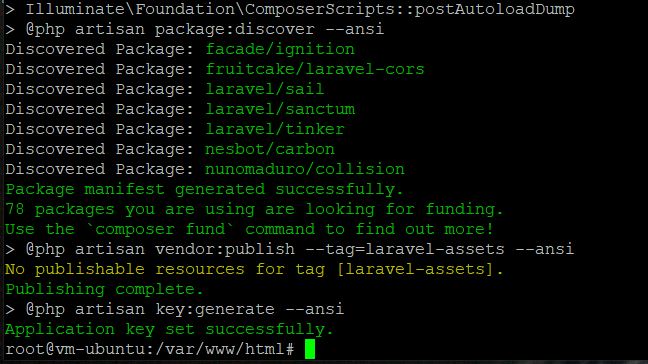 > Illuminate\Foundation\ComposerScripts::postAutoloadDump
> @php artisan package:discover --ansi
Discovered Package: facade/ignition
Discovered Package: fruitcake/laravel-cors
Discovered Package: laravel/sail
Discovered Package: laravel/sanctum
Discovered Package: laravel/tinker
Discovered Package: nesbot/carbon
Discovered Package: nunomaduro/collision
Package manifest generated successfully.
78 packages you are using are looking for funding.
Use the `composer fund` command to find out more!
> @php artisan vendor:publish --tag=laravel-assets --ansi
No publishable resources for tag [laravel-assets].
Publishing complete.
> @php artisan key:generate --ansi
Application key set successfully.
root@vm-ubuntu:/var/www/html#